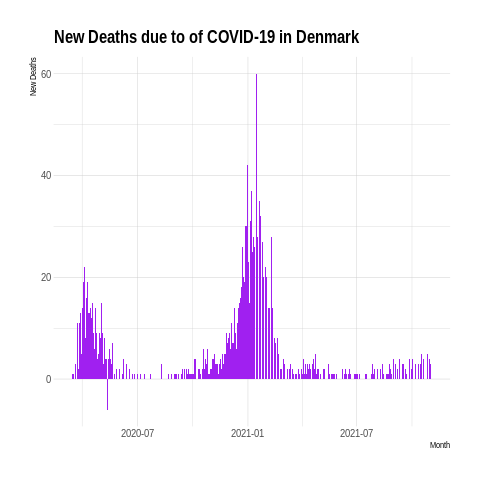 New Deaths due to of COVID-19 in Denmark
New Deaths
60
40
20
0
2020-07
2021-01
2021-07
Month